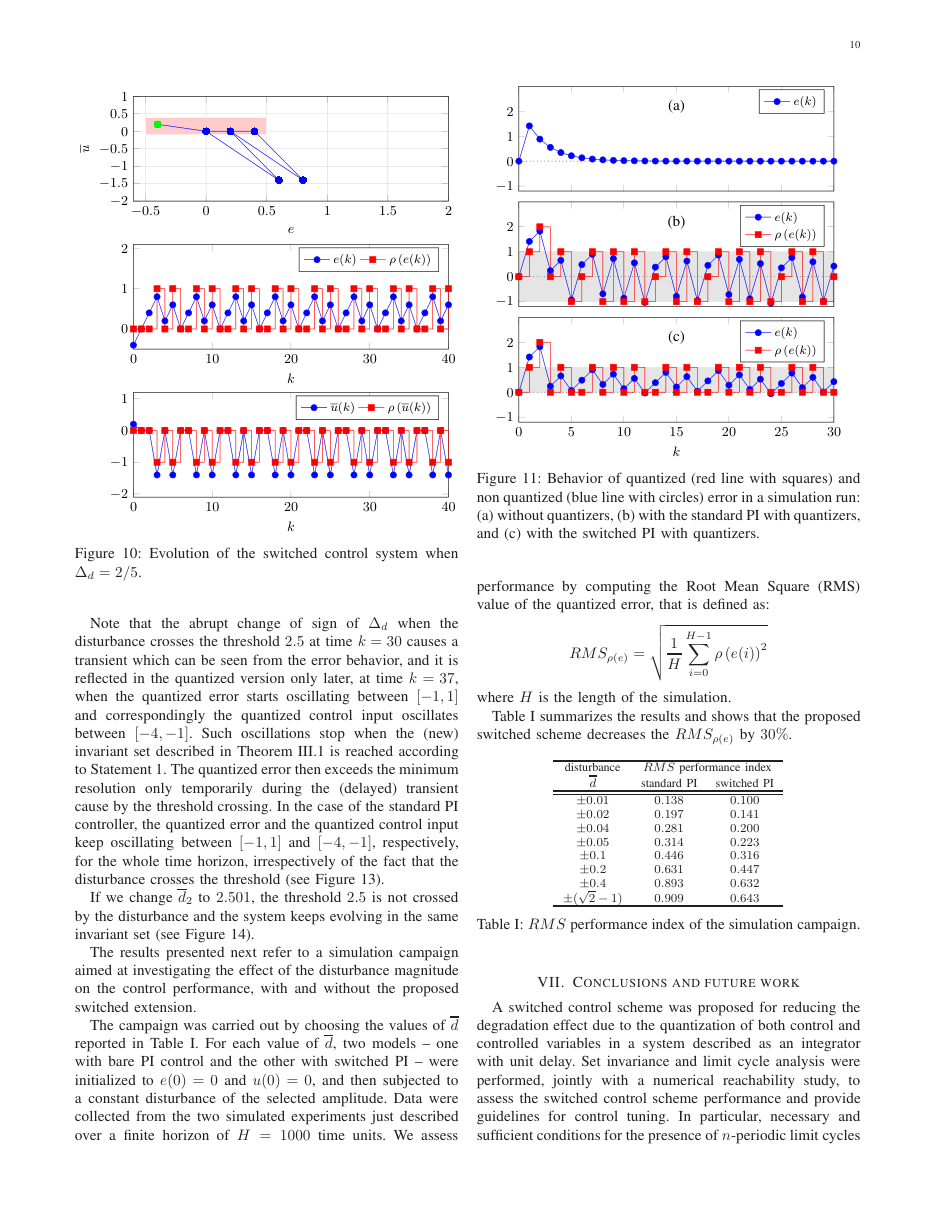 10
1
0.5
0
−0.5
−1
−1.5
−2
u̅
−0.5 0 0.5 1 1.5 2
e
2
1
0
e(k) ρ (e(k))
0 10 20 30 40
k
1
0
−1
−2
u̅(k) ρ (u̅(k))
0 10 20 30 40
k
Figure 10: Evolution of the switched control system when
Δ_d = 2/5.
Note that the abrupt change of sign of Δ_d when the
disturbance crosses the threshold 2.5 at time k = 30 causes a
transient which can be seen from the error behavior, and it is
reflected in the quantized version only later, at time k = 37,
when the quantized error starts oscillating between [−1, 1]
and correspondingly the quantized control input oscillates
between [−4, −1]. Such oscillations stop when the (new)
invariant set described in Theorem III.1 is reached according
to Statement 1. The quantized error then exceeds the minimum
resolution only temporarily during the (delayed) transient
cause by the threshold crossing. In the case of the standard PI
controller, the quantized error and the quantized control input
keep oscillating between [−1, 1] and [−4, −1], respectively,
for the whole time horizon, irrespectively of the fact that the
disturbance crosses the threshold (see Figure 13).
If we change d̅₂ to 2.501, the threshold 2.5 is not crossed
by the disturbance and the system keeps evolving in the same
invariant set (see Figure 14).
The results presented next refer to a simulation campaign
aimed at investigating the effect of the disturbance magnitude
on the control performance, with and without the proposed
switched extension.
The campaign was carried out by choosing the values of d̅
reported in Table I. For each value of d̅, two models – one
with bare PI control and the other with switched PI – were
initialized to e(0) = 0 and u(0) = 0, and then subjected to
a constant disturbance of the selected amplitude. Data were
collected from the two simulated experiments just described
over a finite horizon of H = 1000 time units. We assess
2
1
0
−1
(a)
e(k)
2
1
0
−1
(b)
e(k)
ρ (e(k))
2
1
0
−1
(c)
e(k)
ρ (e(k))
0 5 10 15 20 25 30
k
Figure 11: Behavior of quantized (red line with squares) and
non quantized (blue line with circles) error in a simulation run:
(a) without quantizers, (b) with the standard PI with quantizers,
and (c) with the switched PI with quantizers.
performance by computing the Root Mean Square (RMS)
value of the quantized error, that is defined as:
RMS_ρ(e) = √( 1/H ∑_{i=0}^{H−1} ρ (e(i))² )
where H is the length of the simulation.
Table I summarizes the results and shows that the proposed
switched scheme decreases the RMS_ρ(e) by 30%.
disturbance RMS performance index
d̅ standard PI switched PI
±0.01 0.138 0.100
±0.02 0.197 0.141
±0.04 0.281 0.200
±0.05 0.314 0.223
±0.1 0.446 0.316
±0.2 0.631 0.447
±0.4 0.893 0.632
±(√2 − 1) 0.909 0.643
Table I: RMS performance index of the simulation campaign.
VII. CONCLUSIONS AND FUTURE WORK
A switched control scheme was proposed for reducing the
degradation effect due to the quantization of both control and
controlled variables in a system described as an integrator
with unit delay. Set invariance and limit cycle analysis were
performed, jointly with a numerical reachability study, to
assess the switched control scheme performance and provide
guidelines for control tuning. In particular, necessary and
sufficient conditions for the presence of n-periodic limit cycles